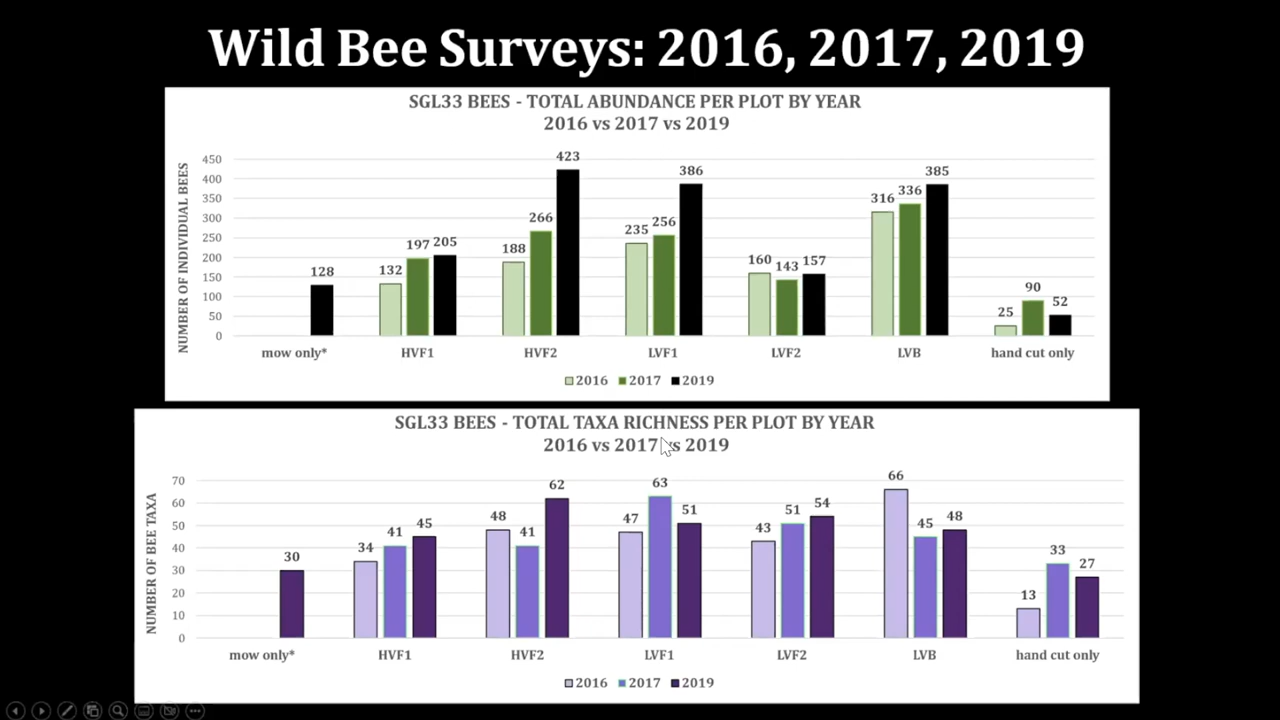 Wild Bee Surveys: 2016, 2017, 2019
SGL33 BEES - TOTAL ABUNDANCE PER PLOT BY YEAR
2016 vs 2017 vs 2019
NUMBER OF INDIVIDUAL BEES
450
400
350
300
250
200
150
100
50
0
128
132 197 205
188 266 423
235 256 386
160 143 157
316 336 385
25 90 52
mow only* HVF1 HVF2 LVF1 LVF2 LVB hand cut only
2016 2017 2019
SGL33 BEES - TOTAL TAXA RICHNESS PER PLOT BY YEAR
2016 vs 2017 vs 2019
NUMBER OF BEE TAXA
70
60
50
40
30
20
10
0
30
34 41 45
48 41 62
47 63 51
43 51 54
66 45 48
13 33 27
mow only* HVF1 HVF2 LVF1 LVF2 LVB hand cut only
2016 2017 2019